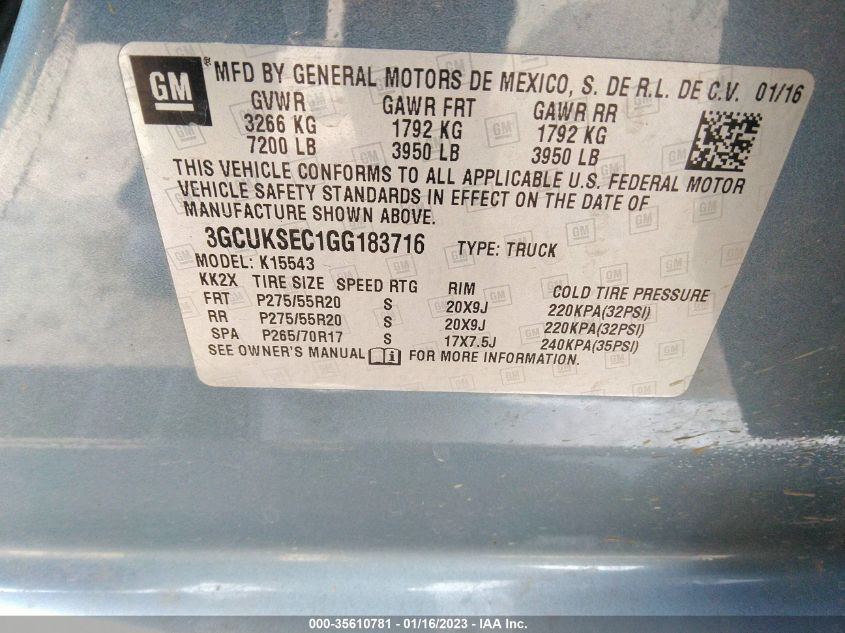 GM ® MFD BY GENERAL MOTORS DE MEXICO, S. DE R.L. DE C.V. 01/16
GVWR GAWR FRT GAWR RR
3266 KG 1792 KG 1792 KG
7200 LB 3950 LB 3950 LB
THIS VEHICLE CONFORMS TO ALL APPLICABLE U.S. FEDERAL MOTOR
VEHICLE SAFETY STANDARDS IN EFFECT ON THE DATE OF
MANUFACTURE SHOWN ABOVE.
3GCUKSEC1GG183716 TYPE: TRUCK
MODEL: K15543
KK2X TIRE SIZE SPEED RTG RIM COLD TIRE PRESSURE
FRT P275/55R20 S 20X9J 220KPA(32PSI)
RR P275/55R20 S 20X9J 220KPA(32PSI)
SPA P265/70R17 S 17X7.5J 240KPA(35PSI)
SEE OWNER'S MANUAL i FOR MORE INFORMATION.
000-35610781 - 01/16/2023 - IAA Inc.